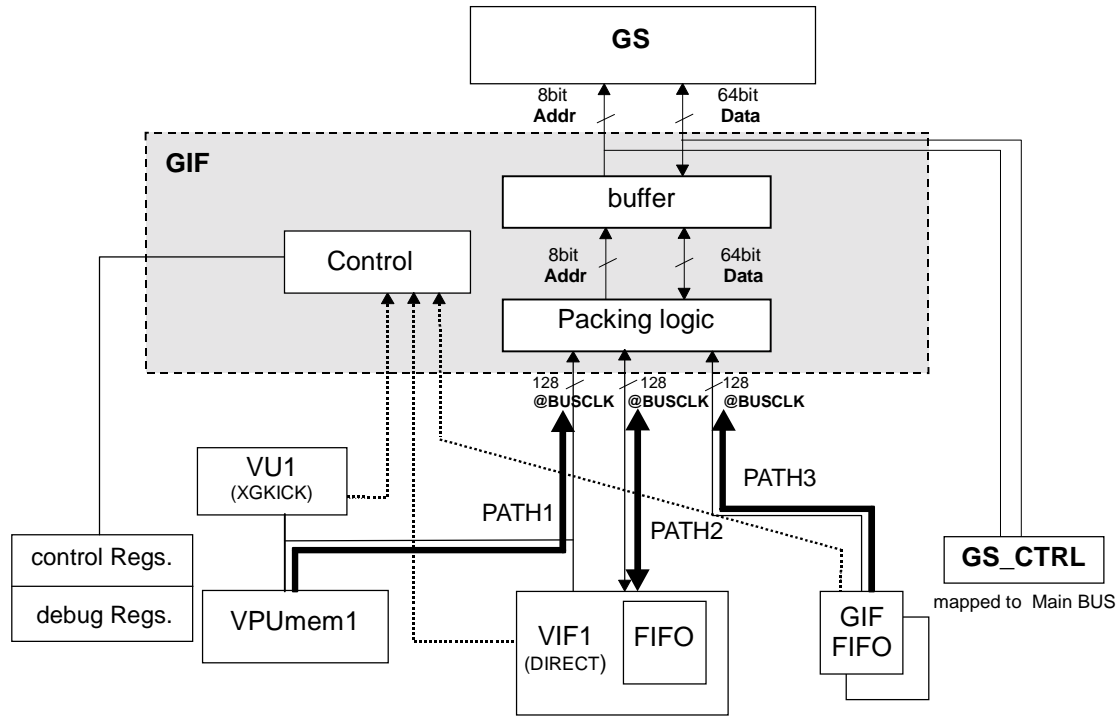 GS
8bit
Addr
64bit
Data
GIF
buffer
Control
8bit
Addr
64bit
Data
Packing logic
128
@BUSCLK
128
@BUSCLK
128
@BUSCLK
VU1
(XGKICK)
PATH1
PATH2
PATH3
control Regs.
debug Regs.
VPUmem1
VIF1
(DIRECT)
FIFO
GIF
FIFO
GS_CTRL
mapped to Main BUS